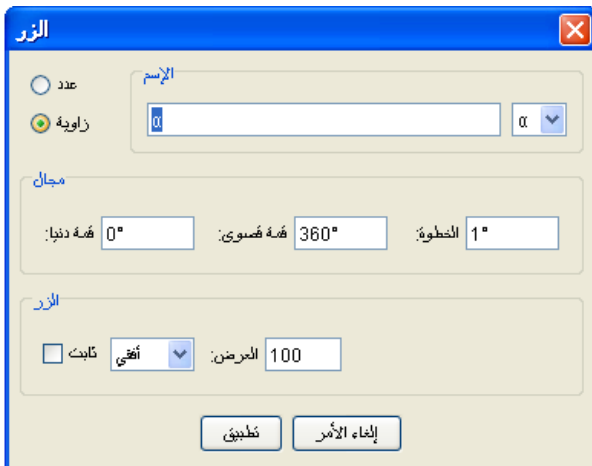 الزر
عدد
زاوية
الإسم
α
α
مجال
قمة دنيا: 0°
قمة قصوى: 360°
الخطوة: 1°
الزر
ثابت
أفقي
العرض: 100
تطبيق
إلغاء الأمر